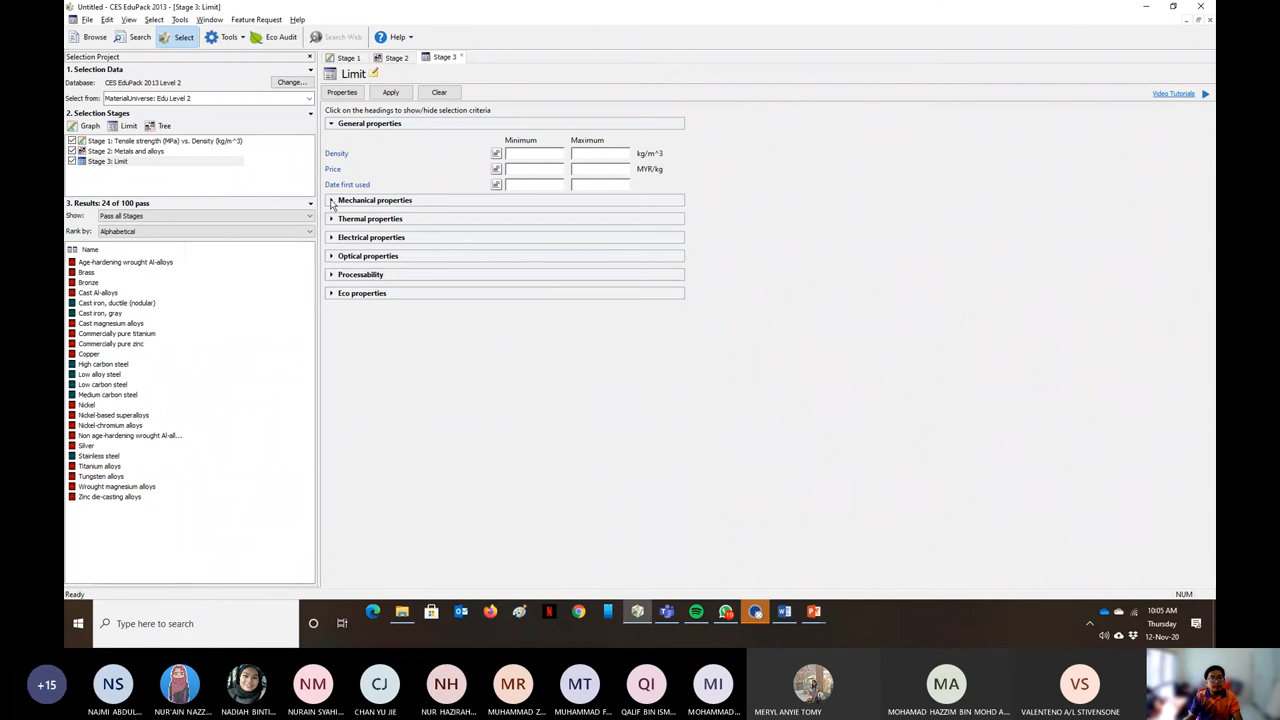 Untitled - CES EduPack 2013 - [Stage 3: Limit]
File Edit View Select Tools Window Feature Request Help
Browse Search Select Tools Eco Audit Search Web Help
Selection Project
1. Selection Data
Database: CES EduPack 2013 Level 2 Change...
Select from: MaterialUniverse: Edu Level 2
2. Selection Stages
Graph Limit Tree
Stage 1: Tensile strength (MPa) vs. Density (kg/m^3)
Stage 2: Metals and alloys
Stage 3: Limit
3. Results: 24 of 100 pass
Show: Pass all Stages
Rank by: Alphabetical
Name
Age-hardening wrought Al-alloys
Brass
Bronze
Cast Al-alloys
Cast iron, ductile (nodular)
Cast iron, gray
Cast magnesium alloys
Commercially pure titanium
Commercially pure zinc
Copper
High carbon steel
Low alloy steel
Low carbon steel
Medium carbon steel
Nickel
Nickel-based superalloys
Nickel-chromium alloys
Non age-hardening wrought Al-all...
Silver
Stainless steel
Titanium alloys
Tungsten alloys
Wrought magnesium alloys
Zinc die-casting alloys
Stage 1 Stage 2 Stage 3
Limit
Properties Apply Clear
Video Tutorials
Click on the headings to show/hide selection criteria
General properties
Minimum Maximum
Density kg/m^3
Price MYR/kg
Date first used
Mechanical properties
Thermal properties
Electrical properties
Optical properties
Processability
Eco properties
Ready NUM
Type here to search
10:05 AM
Thursday
12-Nov-20
+15 NS NM CJ NH MR MT QI MI MA VS
NAJMI ABDUL... NUR'AIN NAZZ... NADIAH BINTI... NURAIN SYAHI... CHAN YU JIE NUR HAZIRAH... MUHAMMAD Z... MUHAMMAD F... QALIF BIN ISM... MOHAMMAD... MERYL ANYIE TOMY MOHAMAD HAZZIM BIN MOHD A... VALENTENO A/L STIVENSONE